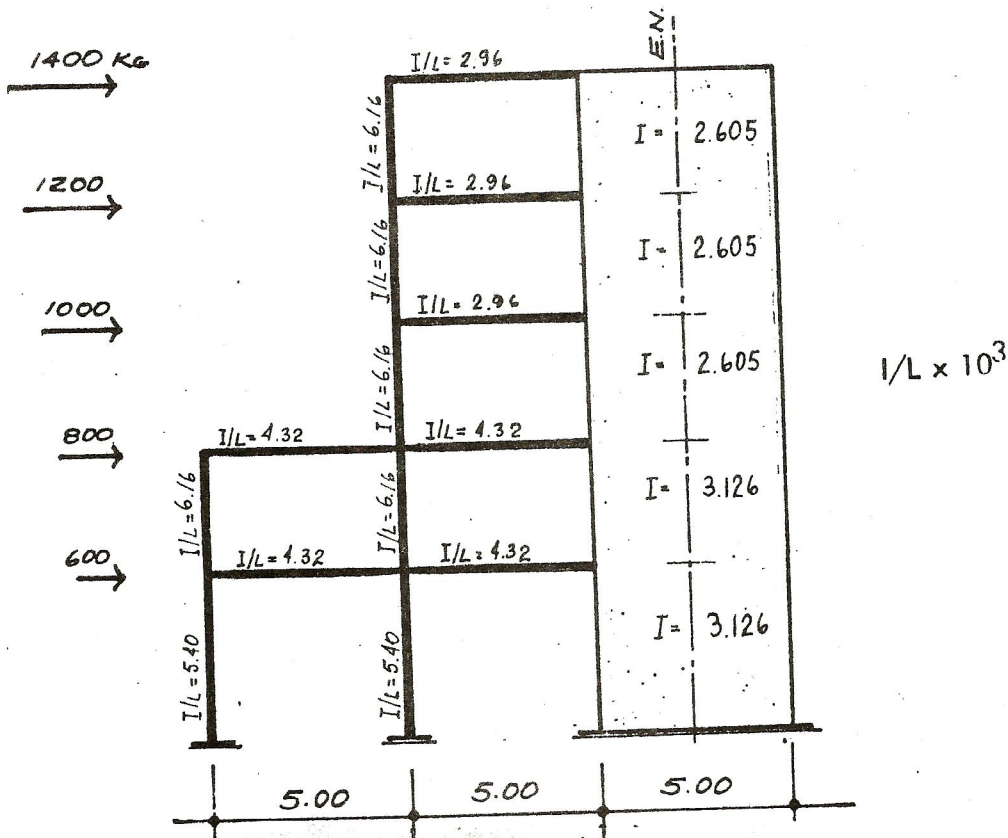 E.N.
1400 KG
I/L = 2.96
I/L = 6.16
I = 2.605
1200
I/L = 2.96
I/L = 6.16
I = 2.605
1000
I/L = 2.96
I/L = 6.16
I = 2.605
I/L x 10³
800
I/L = 4.32
I/L = 4.32
I/L = 6.16
I/L = 6.16
I = 3.126
600
I/L = 4.32
I/L = 4.32
I/L = 5.40
I/L = 5.40
I = 3.126
5.00
5.00
5.00